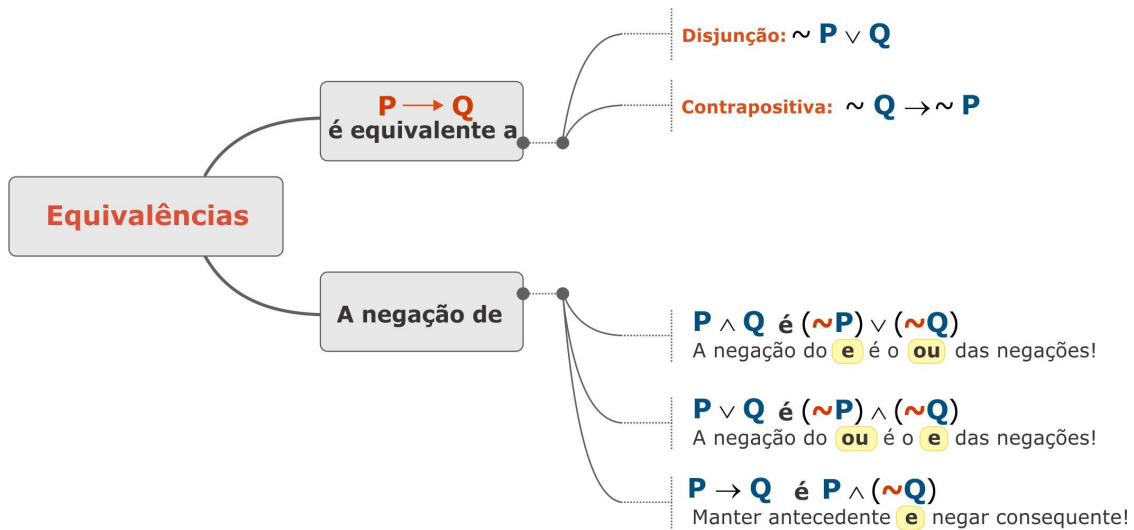 Equivalências
P → Q
é equivalente a
Disjunção: ~ P ∨ Q
Contrapositiva: ~ Q → ~ P
A negação de
P ∧ Q é (~P) ∨ (~Q)
A negação do e é o ou das negações!
P ∨ Q é (~P) ∧ (~Q)
A negação do ou é o e das negações!
P → Q é P ∧ (~Q)
Manter antecedente e negar consequente!